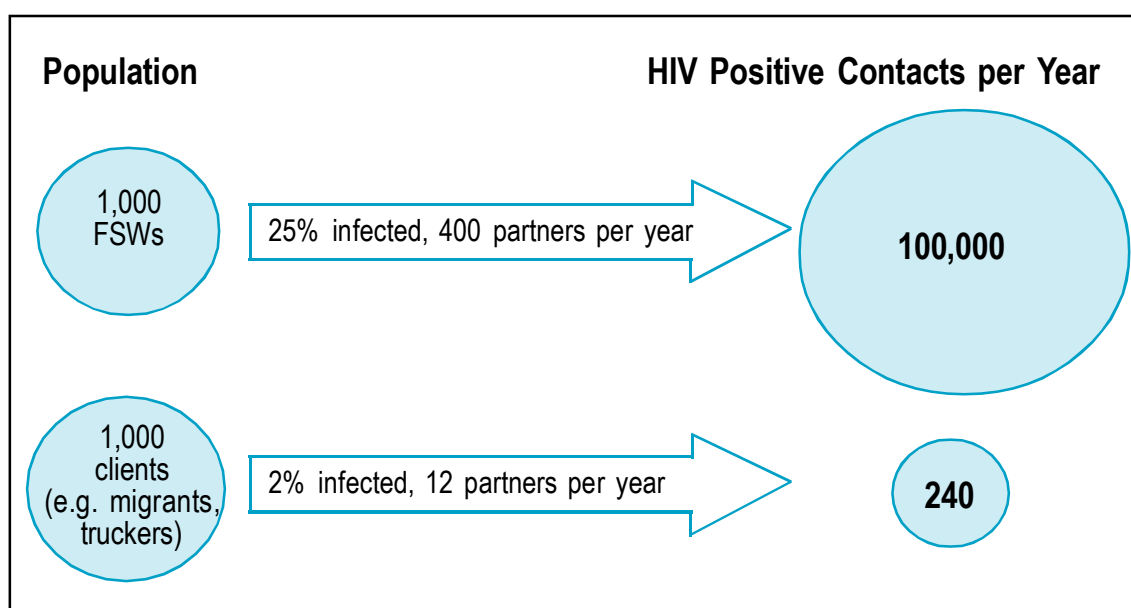 Population
HIV Positive Contacts per Year
1,000
FSWs
25% infected, 400 partners per year
100,000
1,000
clients
(e.g. migrants,
truckers)
2% infected, 12 partners per year
240